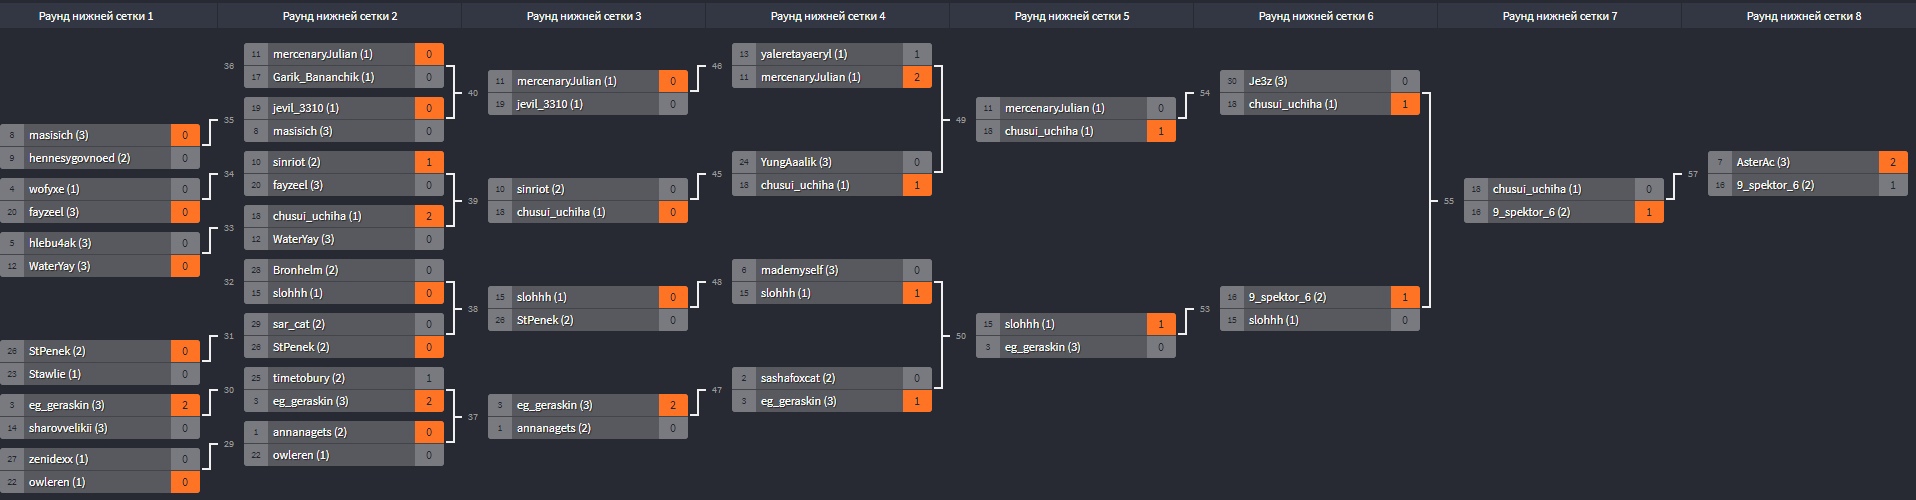 Раунд нижней сетки 1
Раунд нижней сетки 2
Раунд нижней сетки 3
Раунд нижней сетки 4
Раунд нижней сетки 5
Раунд нижней сетки 6
Раунд нижней сетки 7
Раунд нижней сетки 8
8 masisich (3) 0
9 hennesygovnoed (2) 0
4 wofyxe (1) 0
20 fayzeel (3) 0
5 hlebu4ak (3) 0
12 WaterYay (3) 0
26 StPenek (2) 0
23 Stawlie (1) 0
3 eg_geraskin (3) 2
14 sharovvelikii (3) 0
27 zenidexx (1) 0
22 owleren (1) 0
36
11 mercenaryJulian (1) 0
17 Garik_Bananchik (1) 0
35
19 jevil_3310 (1) 0
8 masisich (3) 0
34
10 sinriot (2) 1
20 fayzeel (3) 0
33
18 chusui_uchiha (1) 2
12 WaterYay (3) 0
32
28 Bronhelm (2) 0
15 slohhh (1) 0
31
29 sar_cat (2) 0
26 StPenek (2) 0
30
25 timetobury (2) 1
3 eg_geraskin (3) 2
29
1 annanagets (2) 0
22 owleren (1) 0
40
11 mercenaryJulian (1) 0
19 jevil_3310 (1) 0
39
10 sinriot (2) 0
18 chusui_uchiha (1) 0
38
15 slohhh (1) 0
26 StPenek (2) 0
37
3 eg_geraskin (3) 2
1 annanagets (2) 0
46
13 yaleretayaeryl (1) 1
11 mercenaryJulian (1) 2
45
24 YungAaalik (3) 0
18 chusui_uchiha (1) 1
48
6 mademyself (3) 0
15 slohhh (1) 1
47
2 sashafoxcat (2) 0
3 eg_geraskin (3) 1
49
11 mercenaryJulian (1) 0
18 chusui_uchiha (1) 1
50
15 slohhh (1) 1
3 eg_geraskin (3) 0
54
30 Je3z (3) 0
18 chusui_uchiha (1) 1
53
16 9_spektor_6 (2) 1
15 slohhh (1) 0
55
18 chusui_uchiha (1) 0
16 9_spektor_6 (2) 1
57
7 AsterAc (3) 2
16 9_spektor_6 (2) 1